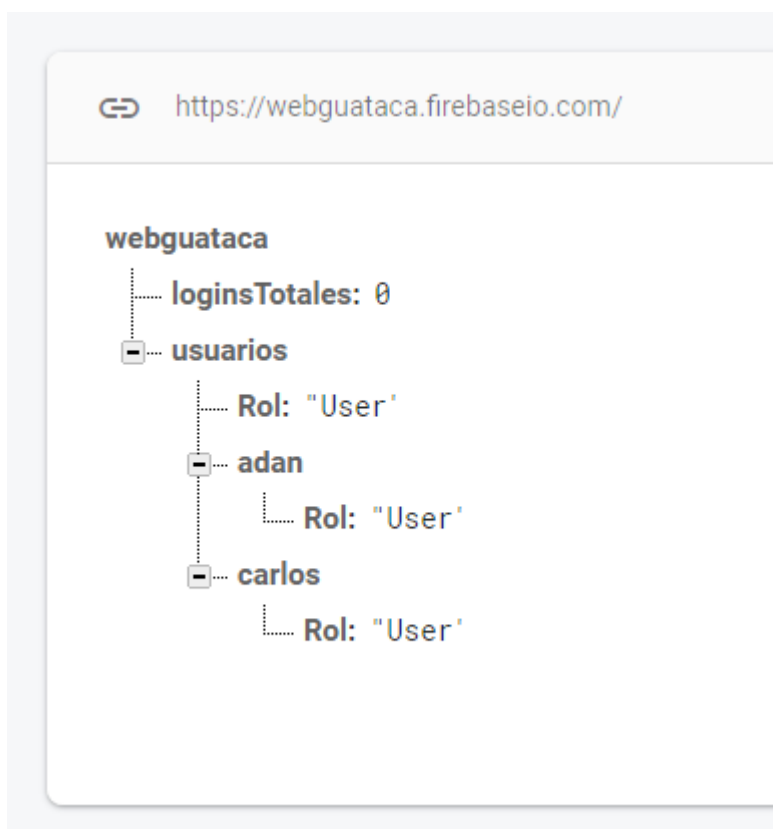 https://webguataca.firebaseio.com/
webguataca
loginsTotales: 0
usuarios
Rol: "User"
adan
Rol: "User"
carlos
Rol: "User"